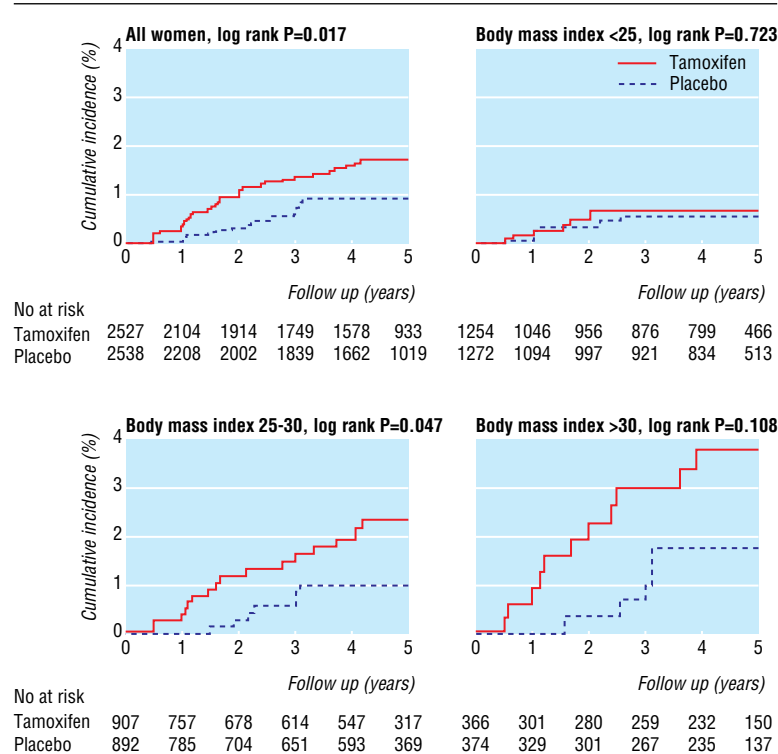 All women, log rank P=0.017
Cumulative incidence (%)
4
3
2
1
0
0 1 2 3 4 5
Follow up (years)
Body mass index <25, log rank P=0.723
Tamoxifen
Placebo
0 1 2 3 4 5
Follow up (years)
No at risk
Tamoxifen 2527 2104 1914 1749 1578 933 1254 1046 956 876 799 466
Placebo 2538 2208 2002 1839 1662 1019 1272 1094 997 921 834 513
Body mass index 25-30, log rank P=0.047
Cumulative incidence (%)
4
3
2
1
0
0 1 2 3 4 5
Follow up (years)
Body mass index >30, log rank P=0.108
0 1 2 3 4 5
Follow up (years)
No at risk
Tamoxifen 907 757 678 614 547 317 366 301 280 259 232 150
Placebo 892 785 704 651 593 369 374 329 301 267 235 137